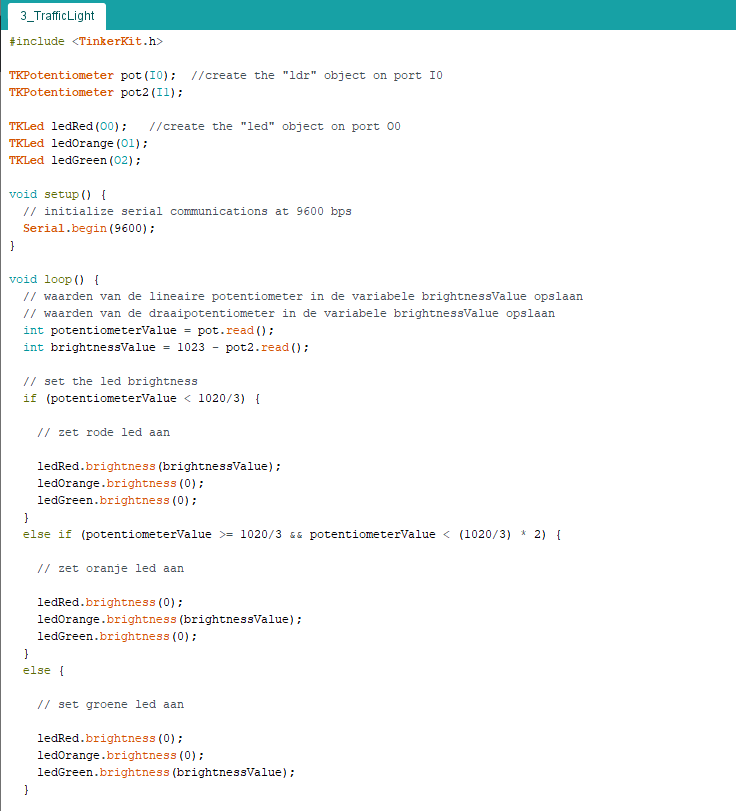 3_TrafficLight
#include <TinkerKit.h>
TKPotentiometer pot(I0);  //create the "ldr" object on port I0
TKPotentiometer pot2(I1);
TKLed ledRed(O0);   //create the "led" object on port O0
TKLed ledOrange(O1);
TKLed ledGreen(O2);
void setup() {
  // initialize serial communications at 9600 bps
  Serial.begin(9600);
}
void loop() {
  // waarden van de lineaire potentiometer in de variabele brightnessValue opslaan
  // waarden van de draaipotentiometer in de variabele brightnessValue opslaan
  int potentiometerValue = pot.read();
  int brightnessValue = 1023 - pot2.read();
  // set the led brightness
  if (potentiometerValue < 1020/3) {
    // zet rode led aan
    ledRed.brightness(brightnessValue);
    ledOrange.brightness(0);
    ledGreen.brightness(0);
  }
  else if (potentiometerValue >= 1020/3 && potentiometerValue < (1020/3) * 2) {
    // zet oranje led aan
    ledRed.brightness(0);
    ledOrange.brightness(brightnessValue);
    ledGreen.brightness(0);
  }
  else {
    // set groene led aan
    ledRed.brightness(0);
    ledOrange.brightness(0);
    ledGreen.brightness(brightnessValue);
  }